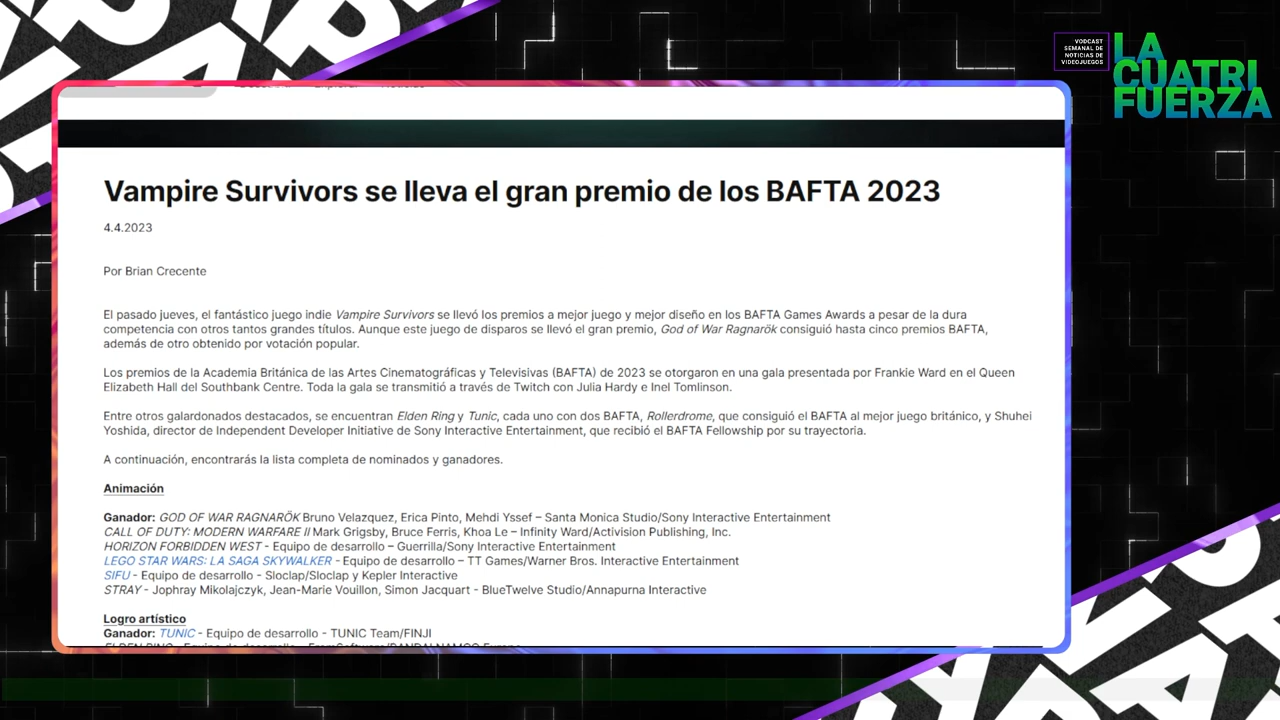 VODCAST
SEMANAL DE
NOTICIAS DE
VIDEOJUEGOS
LA
CUATRI
FUERZA
Vampire Survivors se lleva el gran premio de los BAFTA 2023
4.4.2023
Por Brian Crecente
El pasado jueves, el fantástico juego indie Vampire Survivors se llevó los premios a mejor juego y mejor diseño en los BAFTA Games Awards a pesar de la dura
competencia con otros tantos grandes títulos. Aunque este juego de disparos se llevó el gran premio, God of War Ragnarök consiguió hasta cinco premios BAFTA,
además de otro obtenido por votación popular.
Los premios de la Academia Británica de las Artes Cinematográficas y Televisivas (BAFTA) de 2023 se otorgaron en una gala presentada por Frankie Ward en el Queen
Elizabeth Hall del Southbank Centre. Toda la gala se transmitió a través de Twitch con Julia Hardy e Inel Tomlinson.
Entre otros galardonados destacados, se encuentran Elden Ring y Tunic, cada uno con dos BAFTA, Rollerdrome, que consiguió el BAFTA al mejor juego británico, y Shuhei
Yoshida, director de Independent Developer Initiative de Sony Interactive Entertainment, que recibió el BAFTA Fellowship por su trayectoria.
A continuación, encontrarás la lista completa de nominados y ganadores.
Animación
Ganador: GOD OF WAR RAGNARÖK Bruno Velazquez, Erica Pinto, Mehdi Yssef – Santa Monica Studio/Sony Interactive Entertainment
CALL OF DUTY: MODERN WARFARE II Mark Grigsby, Bruce Ferris, Khoa Le – Infinity Ward/Activision Publishing, Inc.
HORIZON FORBIDDEN WEST - Equipo de desarrollo – Guerrilla/Sony Interactive Entertainment
LEGO STAR WARS: LA SAGA SKYWALKER - Equipo de desarrollo – TT Games/Warner Bros. Interactive Entertainment
SIFU - Equipo de desarrollo - Sloclap/Sloclap y Kepler Interactive
STRAY - Jophray Mikolajczyk, Jean-Marie Vouillon, Simon Jacquart - BlueTwelve Studio/Annapurna Interactive
Logro artístico
Ganador: TUNIC - Equipo de desarrollo - TUNIC Team/FINJI